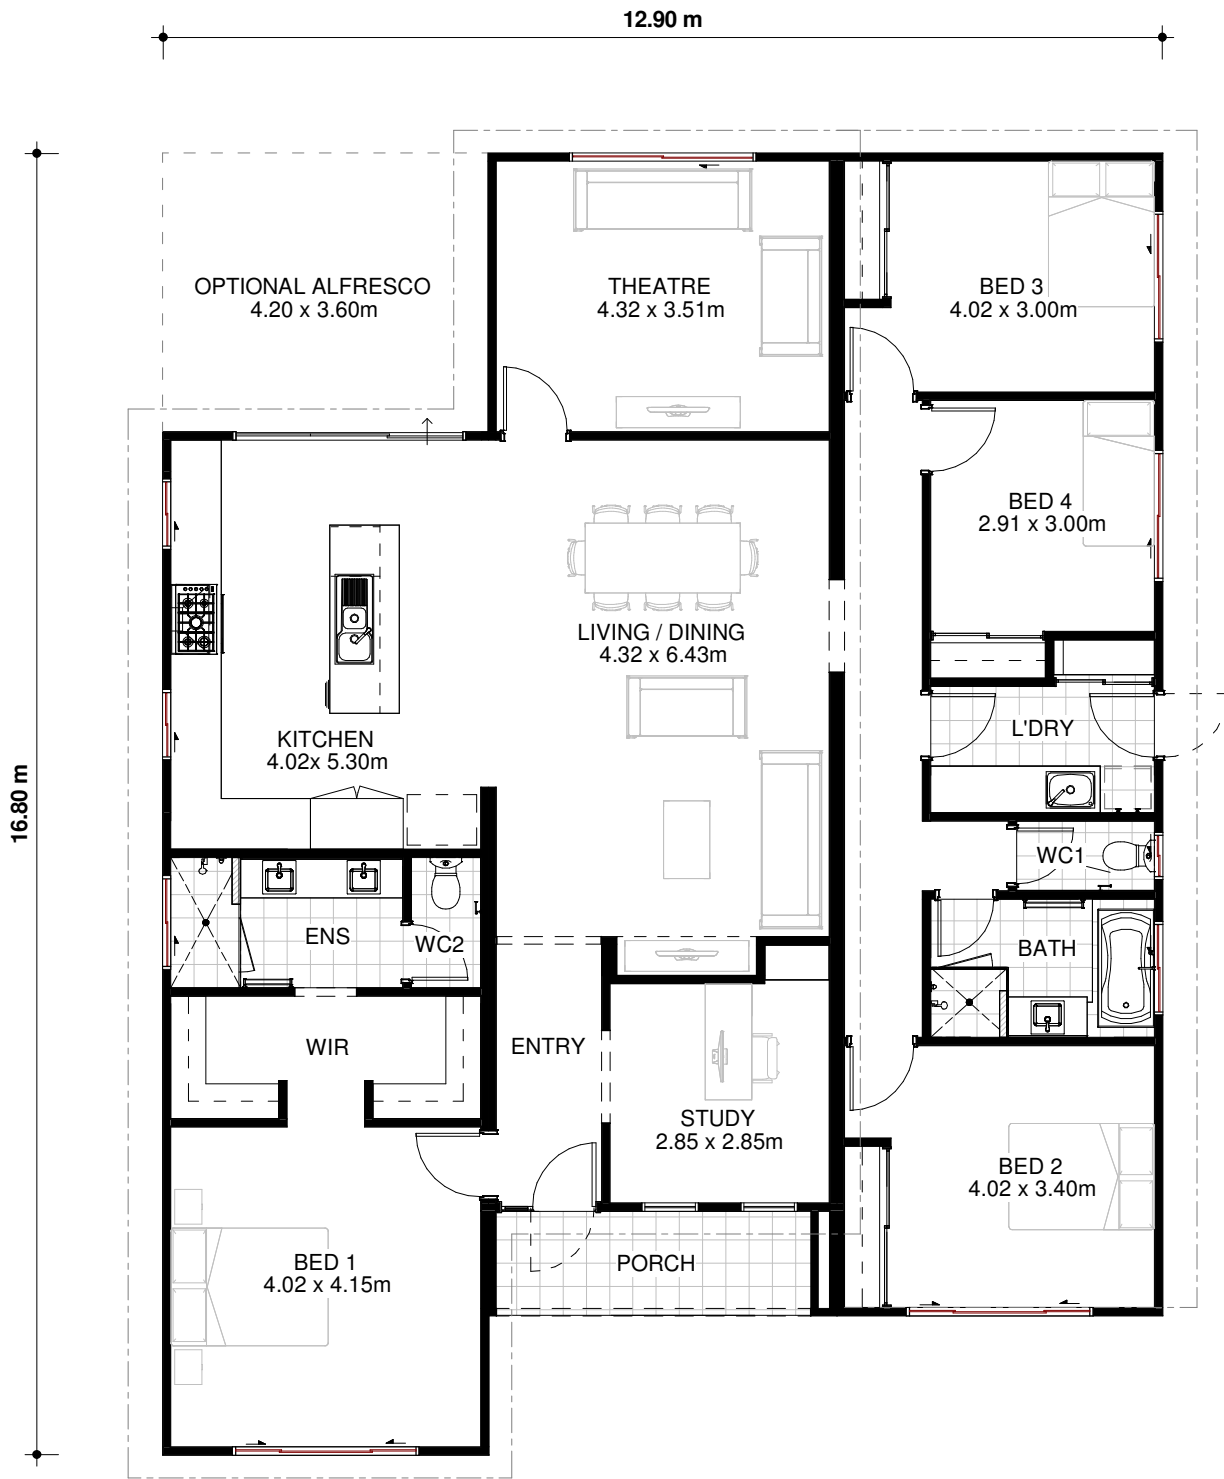 12.90 m
16.80 m
OPTIONAL ALFRESCO
4.20 x 3.60m
THEATRE
4.32 x 3.51m
BED 3
4.02 x 3.00m
BED 4
2.91 x 3.00m
LIVING / DINING
4.32 x 6.43m
KITCHEN
4.02x 5.30m
L'DRY
WC1
ENS
WC2
BATH
WIR
ENTRY
STUDY
2.85 x 2.85m
BED 2
4.02 x 3.40m
BED 1
4.02 x 4.15m
PORCH